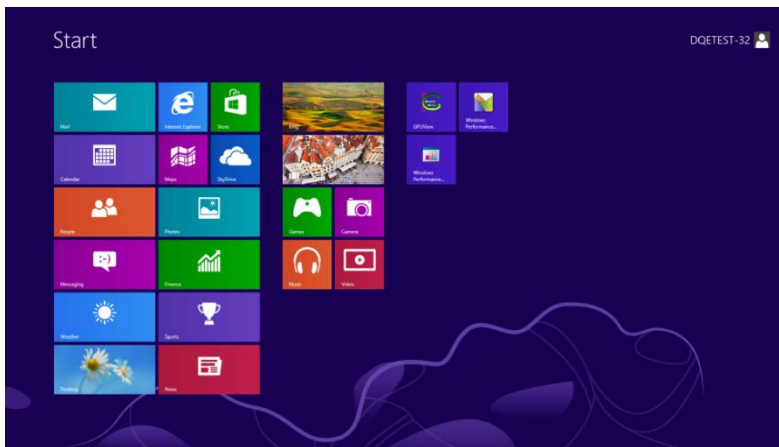 Start
DQETEST-32
Mail
Internet Explorer
Store
Bing
GPUView
Windows
Performance...
Calendar
Maps
SkyDrive
Windows
Performance...
People
Photos
Games
Camera
Messaging
Finance
Music
Video
Weather
Sports
Desktop
News